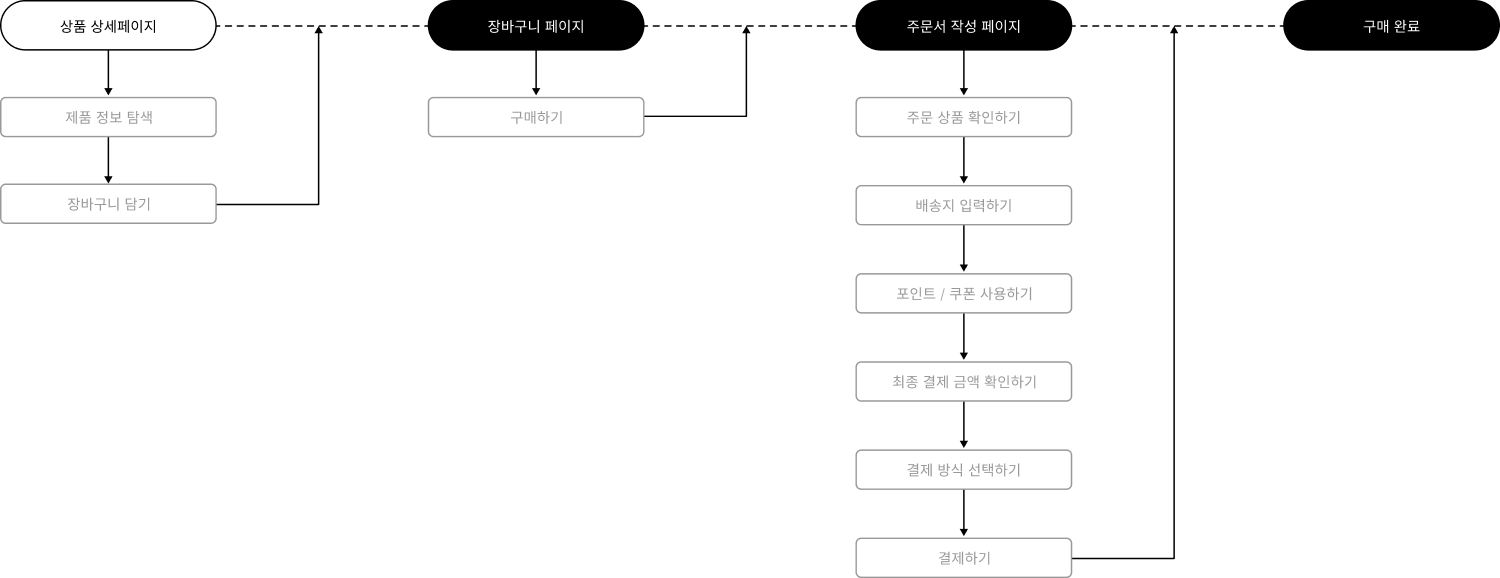 상품 상세페이지
제품 정보 탐색
장바구니 담기
장바구니 페이지
구매하기
주문서 작성 페이지
주문 상품 확인하기
배송지 입력하기
포인트 / 쿠폰 사용하기
최종 결제 금액 확인하기
결제 방식 선택하기
결제하기
구매 완료